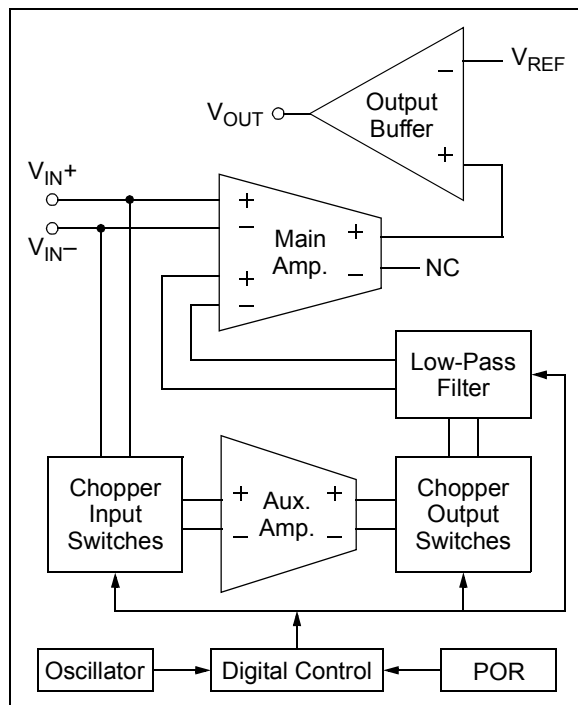 V_REF
−
Output
Buffer
V_OUT
+
V_IN+
V_IN−
+
−
+
−
Main
Amp.
+
−
NC
Low-Pass
Filter
Chopper
Input
Switches
+
−
Aux.
Amp.
+
−
Chopper
Output
Switches
Oscillator
Digital Control
POR